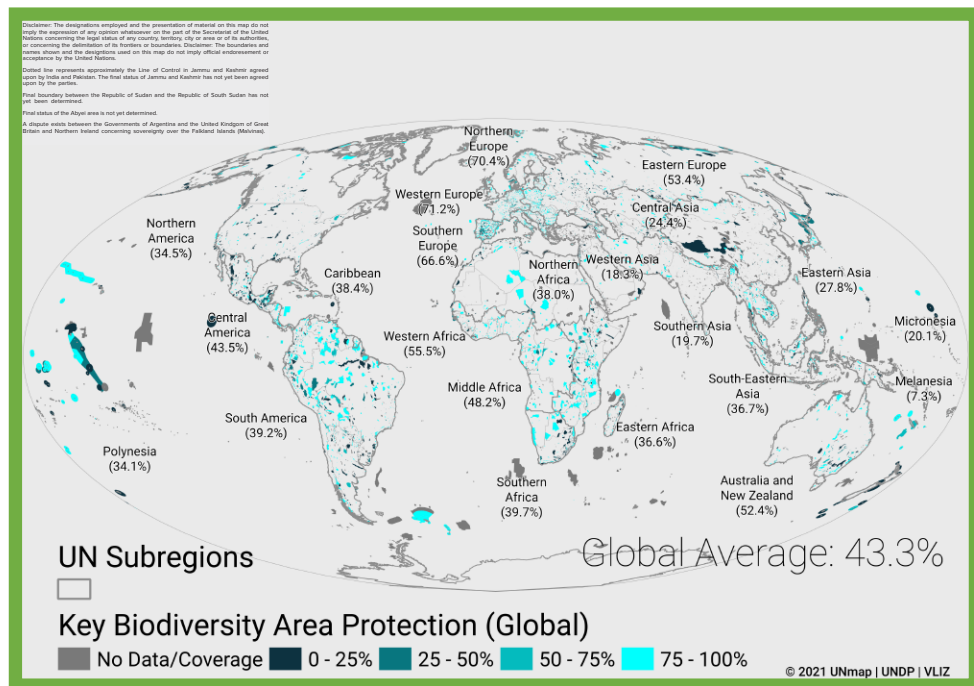 Disclaimer: The designations employed and the presentation of material on this map do not
imply the expression of any opinion whatsoever on the part of the Secretariat of the United
Nations concerning the legal status of any country, territory, city or area or of its authorities,
or concerning the delimitation of its frontiers or boundaries. Disclaimer: The boundaries and
names shown and the designtions used on this map do not imply official endorsement or
acceptance by the United Nations.
Dotted line represents approximately the Line of Control in Jammu and Kashmir agreed
upon by India and Pakistan. The final status of Jammu and Kashmir has not yet been agreed
upon by the parties.
Final boundary between the Republic of Sudan and the Republic of South Sudan has not
yet been determined.
Final status of the Abyei area is not yet determined.
A dispute exists between the Governments of Argentina and the United Kindgom of Great
Britain and Northern Ireland concerning sovereignty over the Falkland Islands (Malvinas).
Northern
Europe
(70.4%)
Eastern Europe
(53.4%)
Western Europe
(71.2%)
Central Asia
(24.4%)
Northern
America
(34.5%)
Southern
Europe
(66.6%)
Caribbean
(38.4%)
Northern
Africa
(38.0%)
Western Asia
(18.3%)
Eastern Asia
(27.8%)
Central
America
(43.5%)
Western Africa
(55.5%)
Southern Asia
(19.7%)
Micronesia
(20.1%)
Middle Africa
(48.2%)
South-Eastern
Asia
(36.7%)
Melanesia
(7.3%)
South America
(39.2%)
Eastern Africa
(36.6%)
Polynesia
(34.1%)
Southern
Africa
(39.7%)
Australia and
New Zealand
(52.4%)
Global Average: 43.3%
UN Subregions
Key Biodiversity Area Protection (Global)
No Data/Coverage 0 - 25% 25 - 50% 50 - 75% 75 - 100%
© 2021 UNmap | UNDP | VLIZ